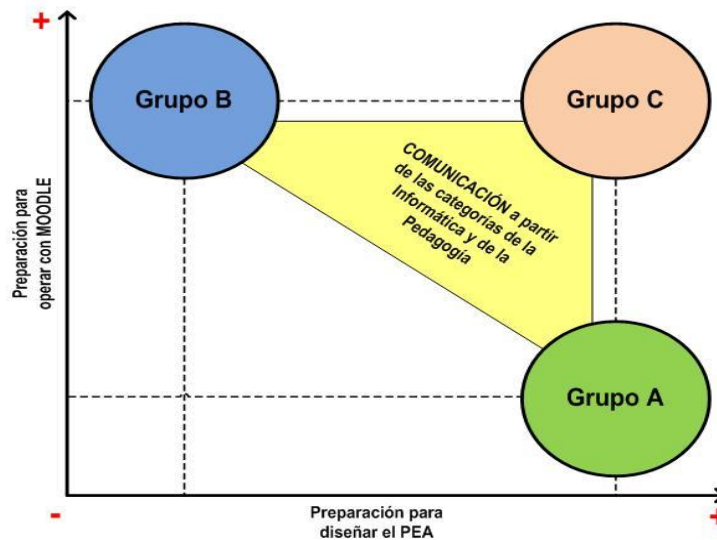 +
Grupo B
Grupo C
COMUNICACIÓN a partir
de las categorías de la
Informática y de la
Pedagogía
Preparación para
operar con MOODLE
Grupo A
-
Preparación para
diseñar el PEA
+